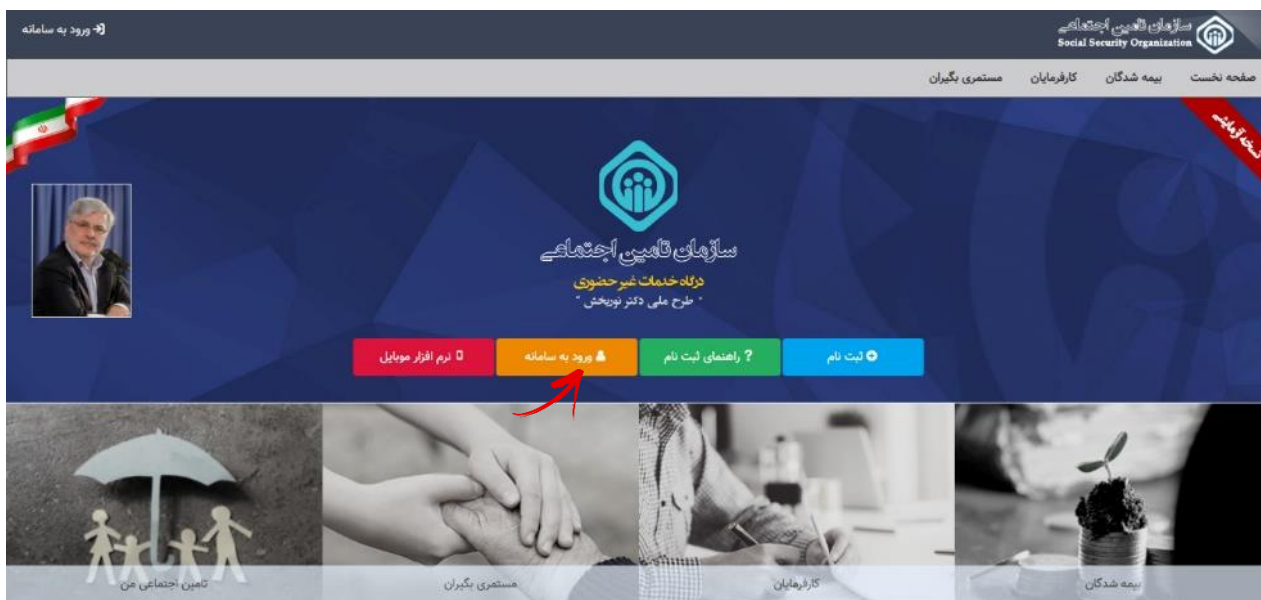 سازمان تامین اجتماعی
Social Security Organization
ورود به سامانه
صفحه نخست
بیمه شدگان
کارفرمایان
مستمری بگیران
نسخه آزمایشی
سازمان تامین اجتماعی
درگاه خدمات غیر حضوری
" طرح ملی دکتر نوربخش "
ثبت نام
? راهنمای ثبت نام
ورود به سامانه
نرم افزار موبایل
بیمه شدگان
کارفرمایان
مستمری بگیران
تامین اجتماعی من